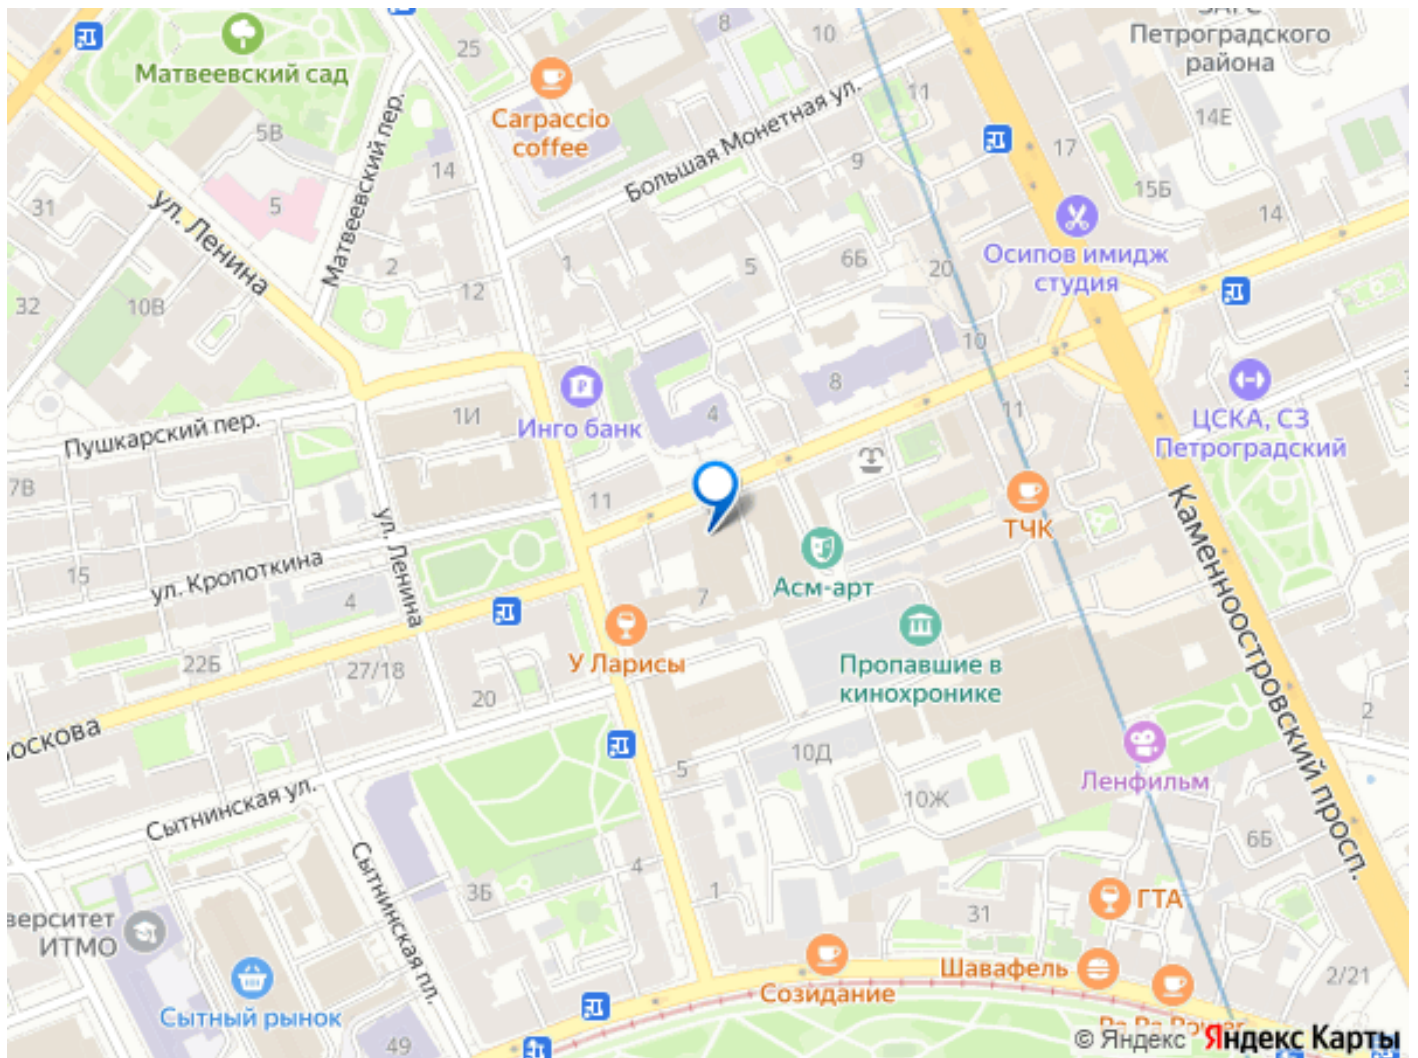 ЗАГС
Петроградского
района
8
10
25
Матвеевский сад
Carpaccio
coffee
Большая Монетная ул.
11
14Е
5В
Матвеевский пер.
17
9
14
15Б
31
5
ул. Ленина
14
Осипов имидж
студия
2
1
5
6Б
20
12
32
10В
10
8
ЦСКА, СЗ
Петроградский
1И
Инго банк
4
11
Пушкарский пер.
7В
11
ул. Ленина
ТЧК
Каменноостровский просп.
ул. Кропоткина
15
4
Асм-арт
7
22Б
27/18
У Ларисы
Пропавшие в
кинохронике
20
2
оскова
10Д
5
Ленфильм
Сытнинская ул.
10Ж
6Б
4
Сытнинская пл.
3Б
1
ГТА
31
верситет
ИТМО
Шавафель
2/21
Созидание
Сытный рынок
49
© Яндекс Яндекс Карты